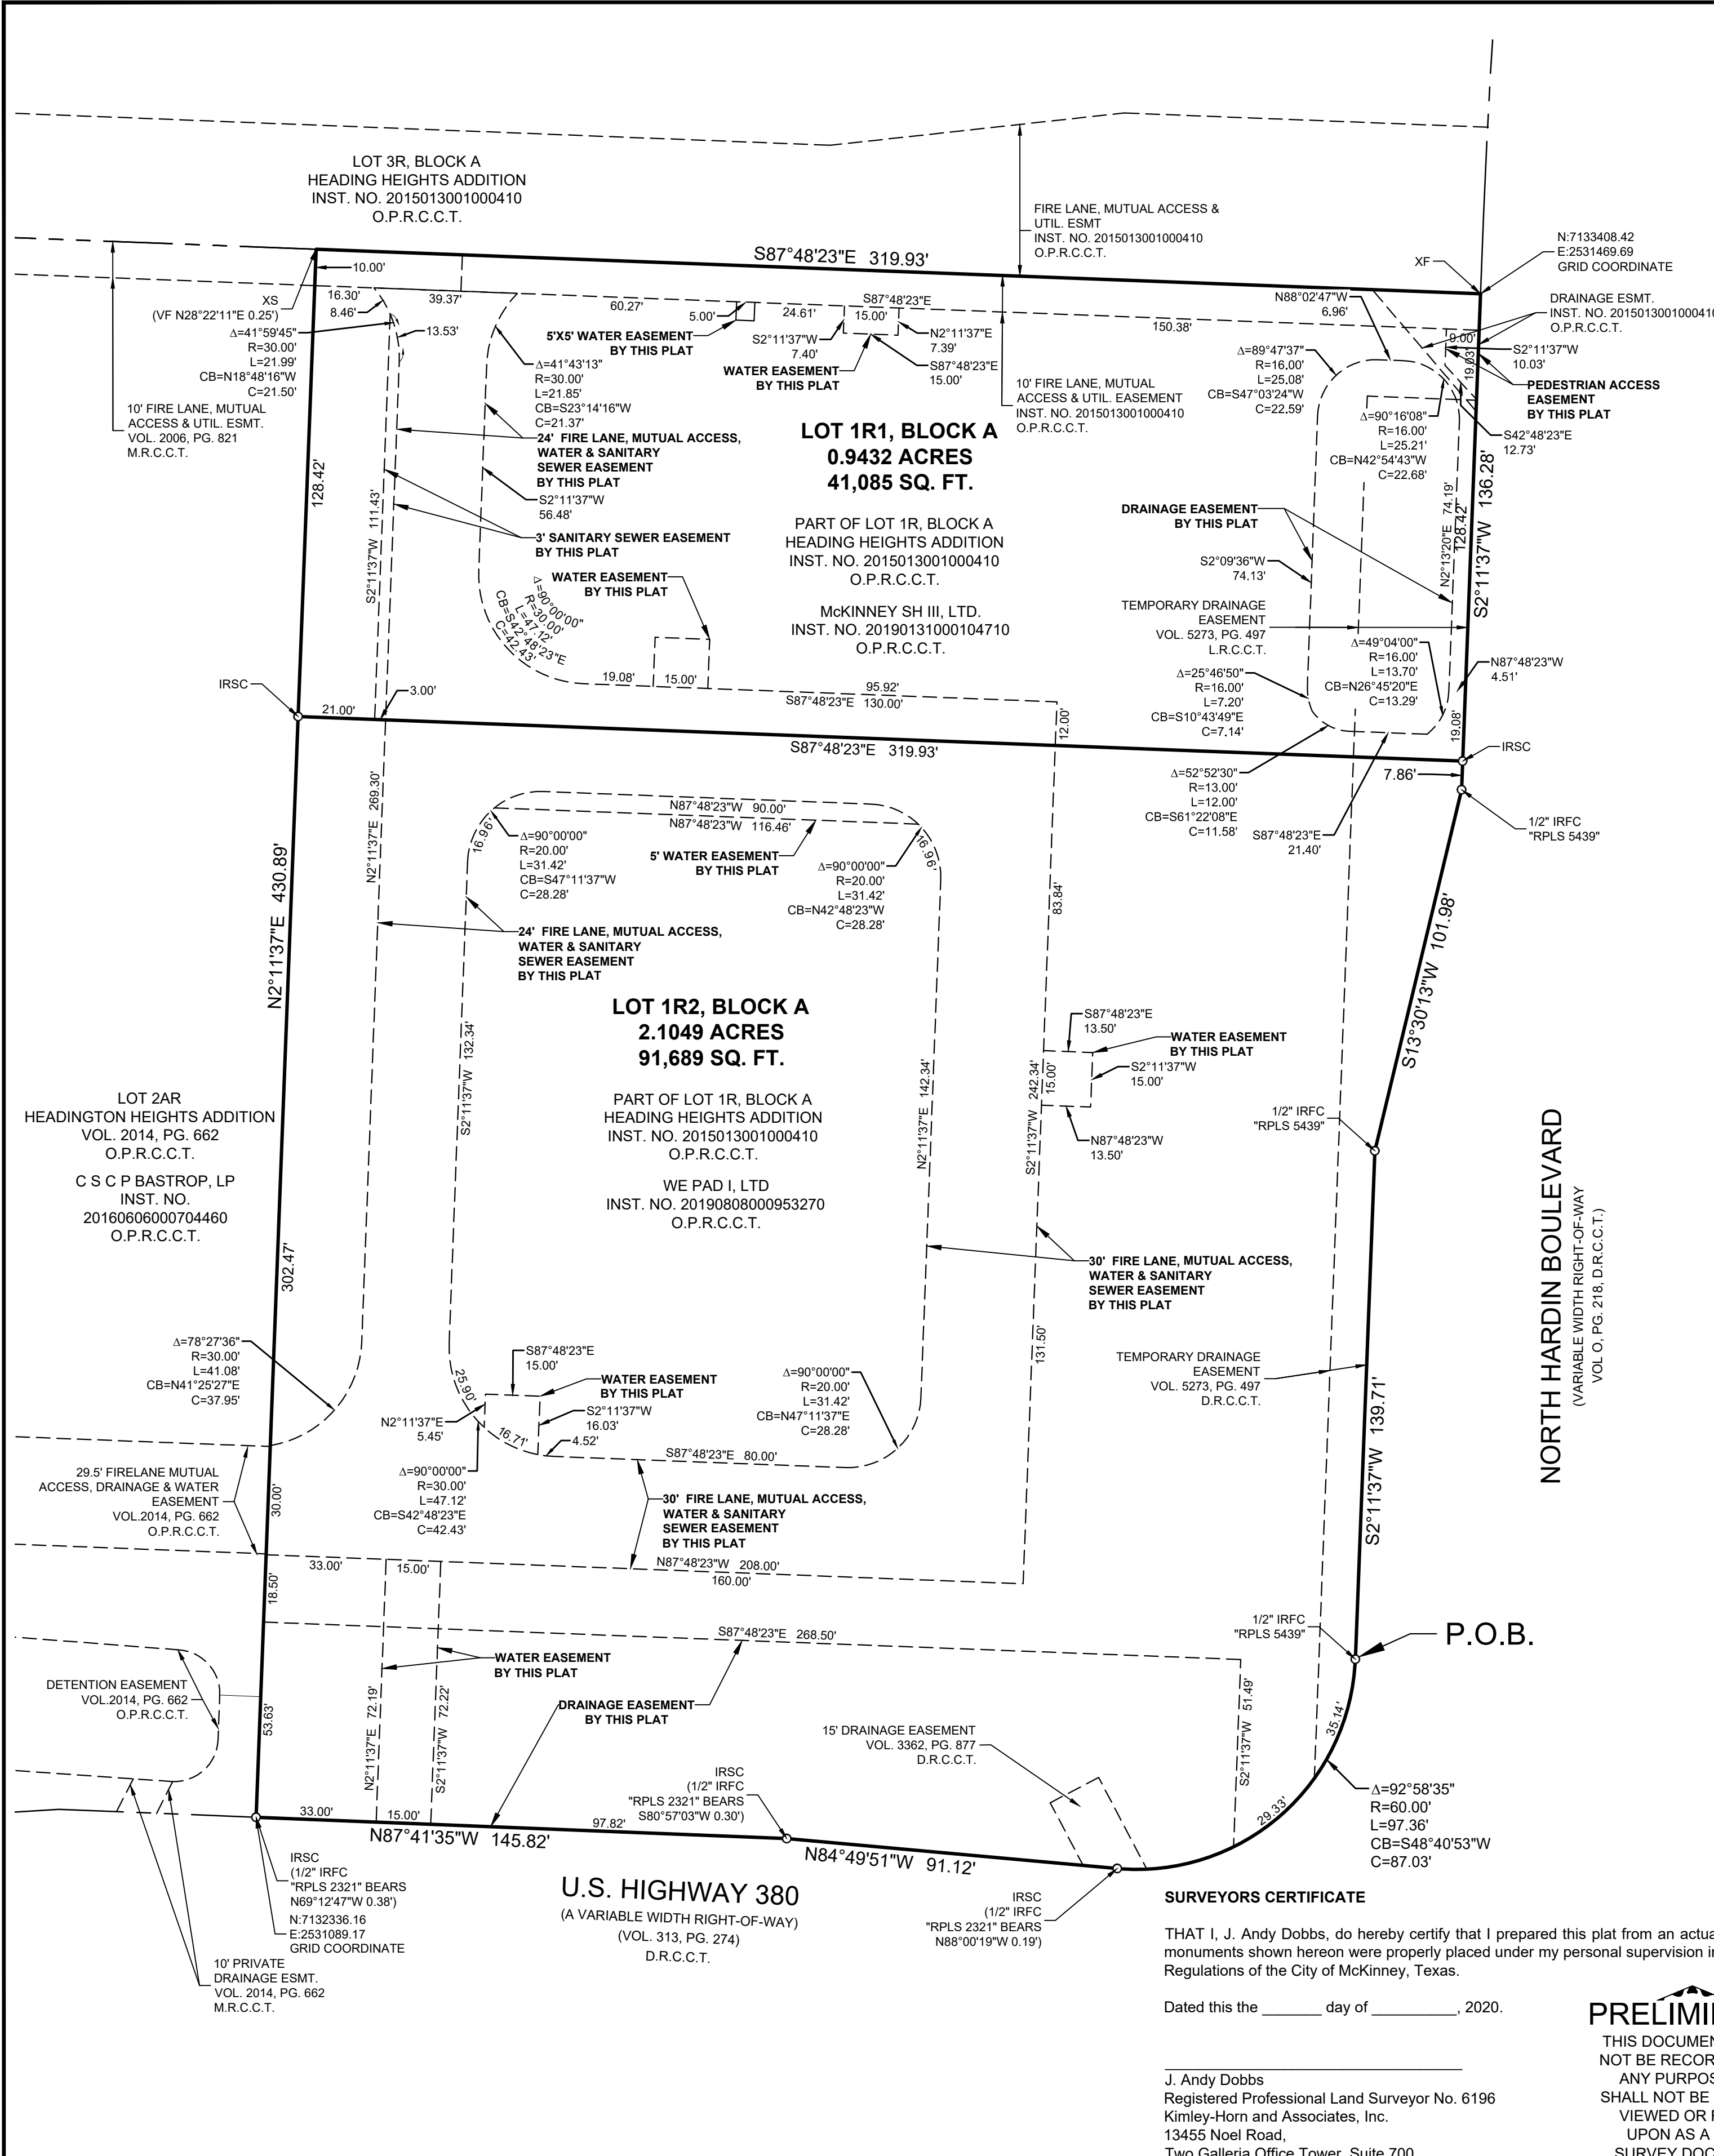 LOT 3R, BLOCK A
HEADING HEIGHTS ADDITION
INST. NO. 2015013001000410
O.P.R.C.C.T.
FIRE LANE, MUTUAL ACCESS &
UTIL. ESMT
INST. NO. 2015013001000410
O.P.R.C.C.T.
S87°48'23"E 319.93'
XF
N:7133408.42
E:2531469.69
GRID COORDINATE
DRAINAGE ESMT.
INST. NO. 2015013001000410
O.P.R.C.C.T.
10.00'
XS
(VF N28°22'11"E 0.25')
16.30'
8.46'
39.37'
13.53'
60.27'
5.00'
24.61'
S87°48'23"E
15.00'
150.38'
N88°02'47"W
6.96'
9.00'
19.03'
S2°11'37"W
10.03'
Δ=41°59'45"
R=30.00'
L=21.99'
CB=N18°48'16"W
C=21.50'
5'X5' WATER EASEMENT
BY THIS PLAT
S2°11'37"W
7.40'
N2°11'37"E
7.39'
S87°48'23"E
15.00'
WATER EASEMENT
BY THIS PLAT
Δ=89°47'37"
R=16.00'
L=25.08'
CB=S47°03'24"W
C=22.59'
PEDESTRIAN ACCESS
EASEMENT
BY THIS PLAT
10' FIRE LANE, MUTUAL
ACCESS & UTIL. ESMT.
VOL. 2006, PG. 821
M.R.C.C.T.
Δ=41°43'13"
R=30.00'
L=21.85'
CB=S23°14'16"W
C=21.37'
10' FIRE LANE, MUTUAL
ACCESS & UTIL. EASEMENT
INST. NO. 2015013001000410
O.P.R.C.C.T.
Δ=90°16'08"
R=16.00'
L=25.21'
CB=N42°54'43"W
C=22.68'
S42°48'23"E
12.73'
24' FIRE LANE, MUTUAL ACCESS,
WATER & SANITARY
SEWER EASEMENT
BY THIS PLAT
LOT 1R1, BLOCK A
0.9432 ACRES
41,085 SQ. FT.
128.42'
S2°11'37"W 111.43'
S2°11'37"W
56.48'
3' SANITARY SEWER EASEMENT
BY THIS PLAT
PART OF LOT 1R, BLOCK A
HEADING HEIGHTS ADDITION
INST. NO. 2015013001000410
O.P.R.C.C.T.
McKINNEY SH III, LTD.
INST. NO. 20190131000104710
O.P.R.C.C.T.
DRAINAGE EASEMENT
BY THIS PLAT
S2°09'36"W
74.13'
N2°13'20"E 74.19'
128.42'
S2°11'37"W 136.28'
WATER EASEMENT
BY THIS PLAT
Δ=90°00'00"
R=30.00'
L=47.12'
CB=S42°48'23"E
C=42.43'
TEMPORARY DRAINAGE
EASEMENT
VOL. 5273, PG. 497
L.R.C.C.T.
Δ=49°04'00"
R=16.00'
L=13.70'
CB=N26°45'20"E
C=13.29'
N87°48'23"W
4.51'
Δ=25°46'50"
R=16.00'
L=7.20'
CB=S10°43'49"E
C=7.14'
IRSC
21.00'
3.00'
19.08'
15.00'
95.92'
S87°48'23"E 130.00'
12.00'
19.08'
IRSC
S87°48'23"E 319.93'
7.86'
Δ=52°52'30"
R=13.00'
L=12.00'
CB=S61°22'08"E
C=11.58'
S87°48'23"E
21.40'
1/2" IRFC
"RPLS 5439"
N2°11'37"E 269.30'
N87°48'23"W 90.00'
N87°48'23"W 116.46'
16.96'
16.96'
Δ=90°00'00"
R=20.00'
L=31.42'
CB=S47°11'37"W
C=28.28'
5' WATER EASEMENT
BY THIS PLAT
Δ=90°00'00"
R=20.00'
L=31.42'
CB=N42°48'23"W
C=28.28'
83.84'
S13°30'13"W 101.98'
N2°11'37"E 430.89'
24' FIRE LANE, MUTUAL ACCESS,
WATER & SANITARY
SEWER EASEMENT
BY THIS PLAT
LOT 1R2, BLOCK A
2.1049 ACRES
91,689 SQ. FT.
S2°11'37"W 132.34'
N2°11'37"E 142.34'
S2°11'37"W 242.34'
15.00'
S87°48'23"E
13.50'
WATER EASEMENT
BY THIS PLAT
S2°11'37"W
15.00'
N87°48'23"W
13.50'
1/2" IRFC
"RPLS 5439"
LOT 2AR
HEADINGTON HEIGHTS ADDITION
VOL. 2014, PG. 662
O.P.R.C.C.T.
C S C P BASTROP, LP
INST. NO.
20160606000704460
O.P.R.C.C.T.
PART OF LOT 1R, BLOCK A
HEADING HEIGHTS ADDITION
INST. NO. 2015013001000410
O.P.R.C.C.T.
WE PAD I, LTD
INST. NO. 20190808000953270
O.P.R.C.C.T.
NORTH HARDIN BOULEVARD
(VARIABLE WIDTH RIGHT-OF-WAY
VOL O, PG. 218, D.R.C.C.T.)
302.47'
30' FIRE LANE, MUTUAL ACCESS,
WATER & SANITARY
SEWER EASEMENT
BY THIS PLAT
131.50'
Δ=78°27'36"
R=30.00'
L=41.08'
CB=N41°25'27"E
C=37.95'
25.90'
S87°48'23"E
15.00'
WATER EASEMENT
BY THIS PLAT
S2°11'37"W
16.03'
N2°11'37"E
5.45'
16.71'
4.52'
Δ=90°00'00"
R=20.00'
L=31.42'
CB=N47°11'37"E
C=28.28'
TEMPORARY DRAINAGE
EASEMENT
VOL. 5273, PG. 497
D.R.C.C.T.
S2°11'37"W 139.71'
S87°48'23"E 80.00'
29.5' FIRELANE MUTUAL
ACCESS, DRAINAGE & WATER
EASEMENT
VOL.2014, PG. 662
O.P.R.C.C.T.
30.00'
Δ=90°00'00"
R=30.00'
L=47.12'
CB=S42°48'23"E
C=42.43'
30' FIRE LANE, MUTUAL ACCESS,
WATER & SANITARY
SEWER EASEMENT
BY THIS PLAT
33.00'
15.00'
N87°48'23"W 208.00'
160.00'
18.50'
S87°48'23"E 268.50'
1/2" IRFC
"RPLS 5439"
P.O.B.
WATER EASEMENT
BY THIS PLAT
DETENTION EASEMENT
VOL.2014, PG. 662
O.P.R.C.C.T.
53.63'
N2°11'37"E 72.19'
S2°11'37"W 72.22'
DRAINAGE EASEMENT
BY THIS PLAT
15' DRAINAGE EASEMENT
VOL. 3362, PG. 877
D.R.C.C.T.
S2°11'37"W 51.49'
35.14'
29.33'
Δ=92°58'35"
R=60.00'
L=97.36'
CB=S48°40'53"W
C=87.03'
IRSC
(1/2" IRFC
"RPLS 2321" BEARS
S80°57'03"W 0.30')
33.00'
15.00'
97.82'
N87°41'35"W 145.82'
N84°49'51"W 91.12'
IRSC
(1/2" IRFC
"RPLS 2321" BEARS
N69°12'47"W 0.38')
N:7132336.16
E:2531089.17
GRID COORDINATE
U.S. HIGHWAY 380
(A VARIABLE WIDTH RIGHT-OF-WAY)
(VOL. 313, PG. 274)
D.R.C.C.T.
IRSC
(1/2" IRFC
"RPLS 2321" BEARS
N88°00'19"W 0.19')
10' PRIVATE
DRAINAGE ESMT.
VOL. 2014, PG. 662
M.R.C.C.T.
SURVEYORS CERTIFICATE
THAT I, J. Andy Dobbs, do hereby certify that I prepared this plat from an actua
monuments shown hereon were properly placed under my personal supervision i
Regulations of the City of McKinney, Texas.
Dated this the _______ day of __________, 2020.
J. Andy Dobbs
Registered Professional Land Surveyor No. 6196
Kimley-Horn and Associates, Inc.
13455 Noel Road,
Two Galleria Office Tower, Suite 700
PRELIMI
THIS DOCUMEN
NOT BE RECOR
ANY PURPOS
SHALL NOT BE
VIEWED OR
UPON AS A
SURVEY DOC